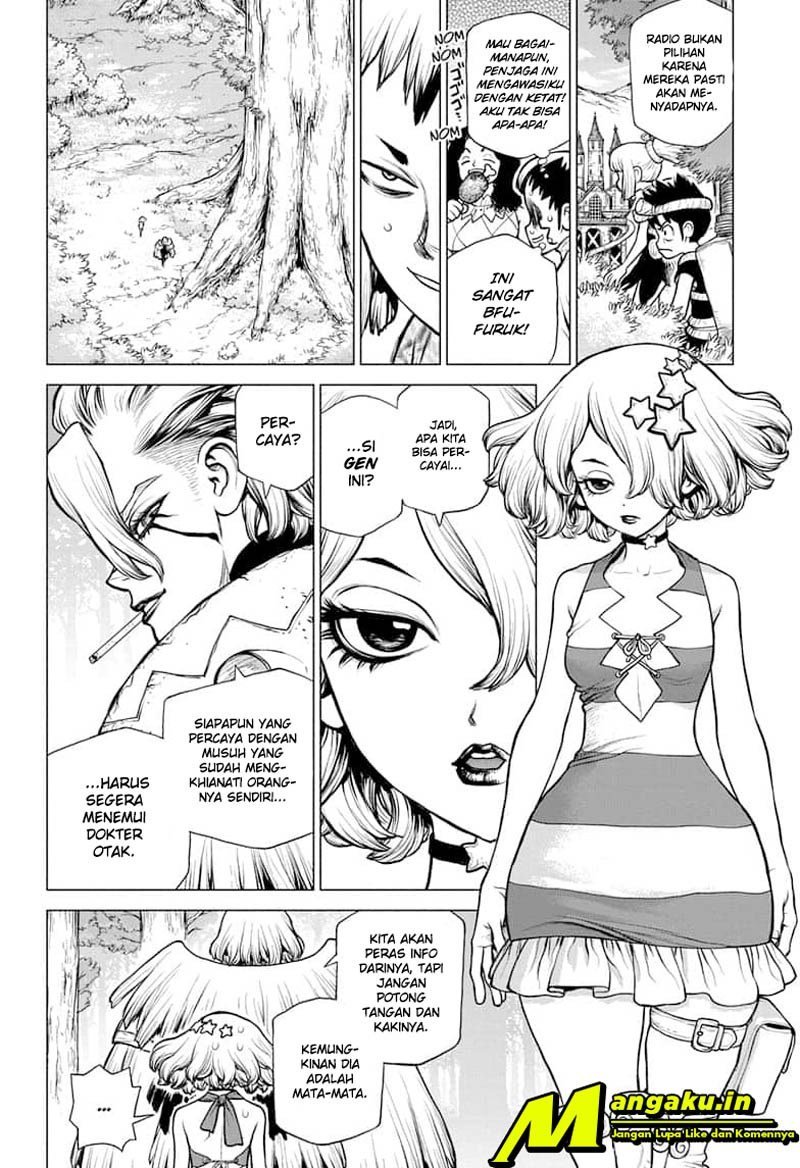 RADIO BUKAN
PILIHAN
KARENA
MEREKA PASTI
AKAN ME-
NYADAPNYA.
MAU BAGAI-
MANAPUN,
PENJAGA INI
MENGAWASIKU
DENGAN KETAT!
AKU TAK BISA
APA-APA!
NOM
NOM
NOM
NOM
INI
SANGAT
BFU-
FURUK!
JADI,
APA KITA
BISA PER-
CAYAI...
...SI
GEN
INI?
PER-
CAYA?
SIAPAPUN YANG
PERCAYA DENGAN
MUSUH YANG
SUDAH MENG-
KHIANATI ORANG-
NYA SENDIRI...
...HARUS
SEGERA
MENEMUI
DOKTER
OTAK.
KITA AKAN
PERAS INFO
DARINYA, TAPI
JANGAN
POTONG
TANGAN DAN
KAKINYA.
KEMUNG-
KINAN DIA
ADALAH
MATA-MATA.
...
Mangaku.in
Jangan Lupa Like dan Komennya